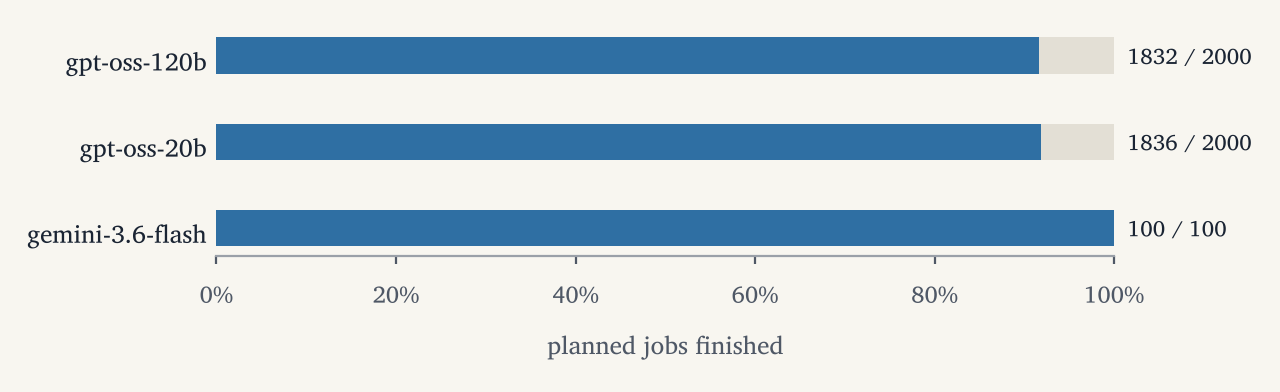 gpt-oss-120b 1832 / 2000
gpt-oss-20b 1836 / 2000
gemini-3.6-flash 100 / 100
0% 20% 40% 60% 80% 100%
planned jobs finished